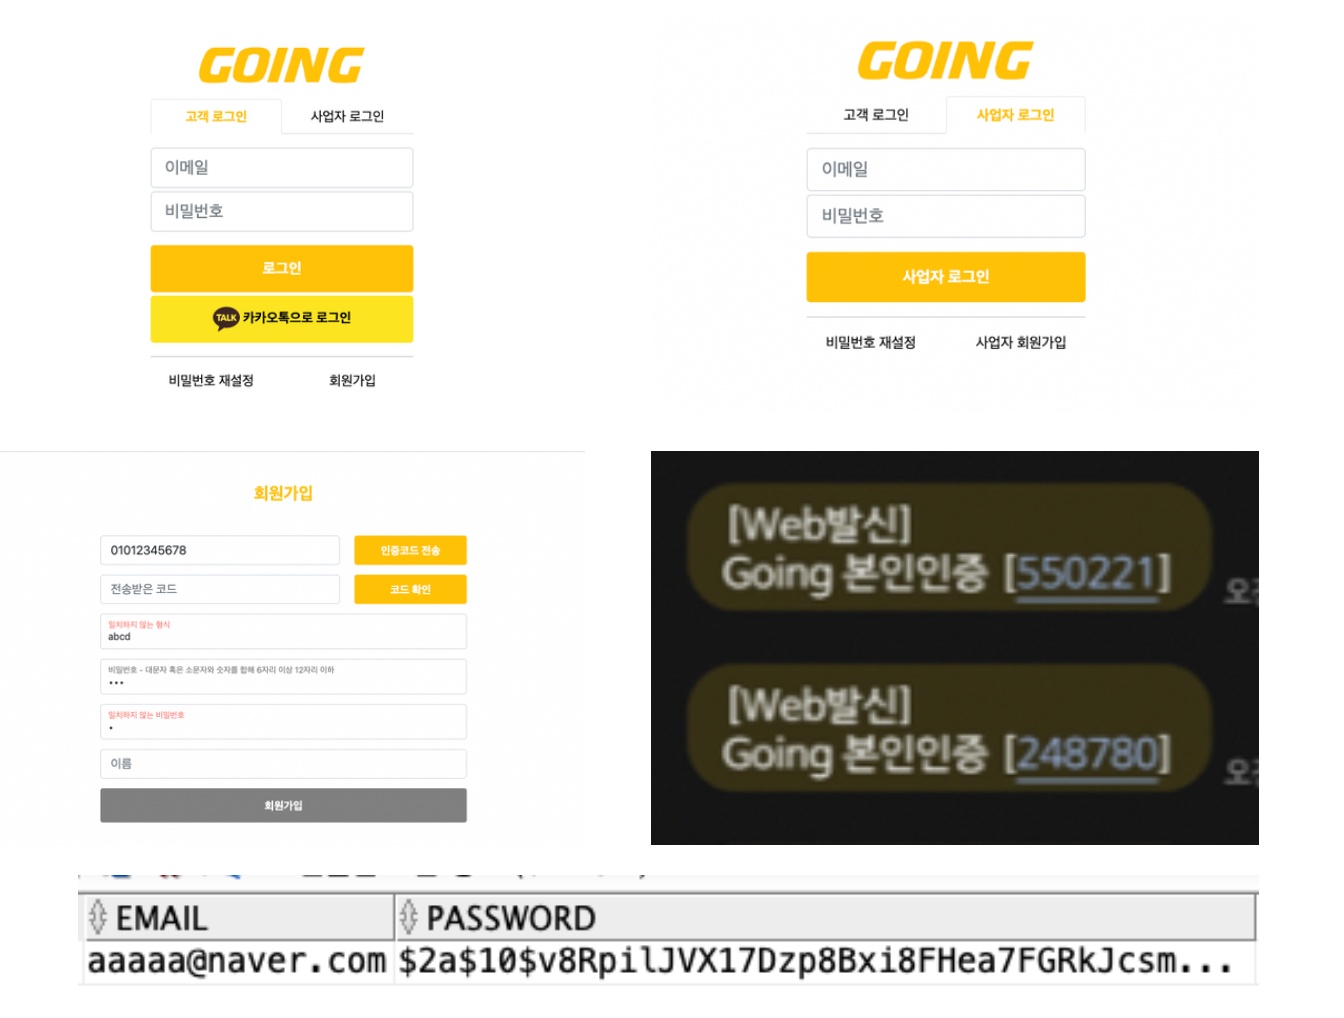 GOING
고객 로그인 사업자 로그인
이메일
비밀번호
로그인
TALK 카카오톡으로 로그인
비밀번호 재설정 회원가입
GOING
고객 로그인 사업자 로그인
이메일
비밀번호
사업자 로그인
비밀번호 재설정 사업자 회원가입
회원가입
01012345678 인증코드 전송
전송받은 코드 코드 확인
일치하지 않는 형식
abcd
비밀번호 - 대문자 혹은 소문자와 숫자를 합해 6자리 이상 12자리 이하
•••
일치하지 않는 비밀번호
•
이름
회원가입
[Web발신]
Going 본인인증 [550221]
[Web발신]
Going 본인인증 [248780]
EMAIL PASSWORD
aaaaa@naver.com $2a$10$v8RpilJVX17Dzp8Bxi8FHea7FGRkJcsm...